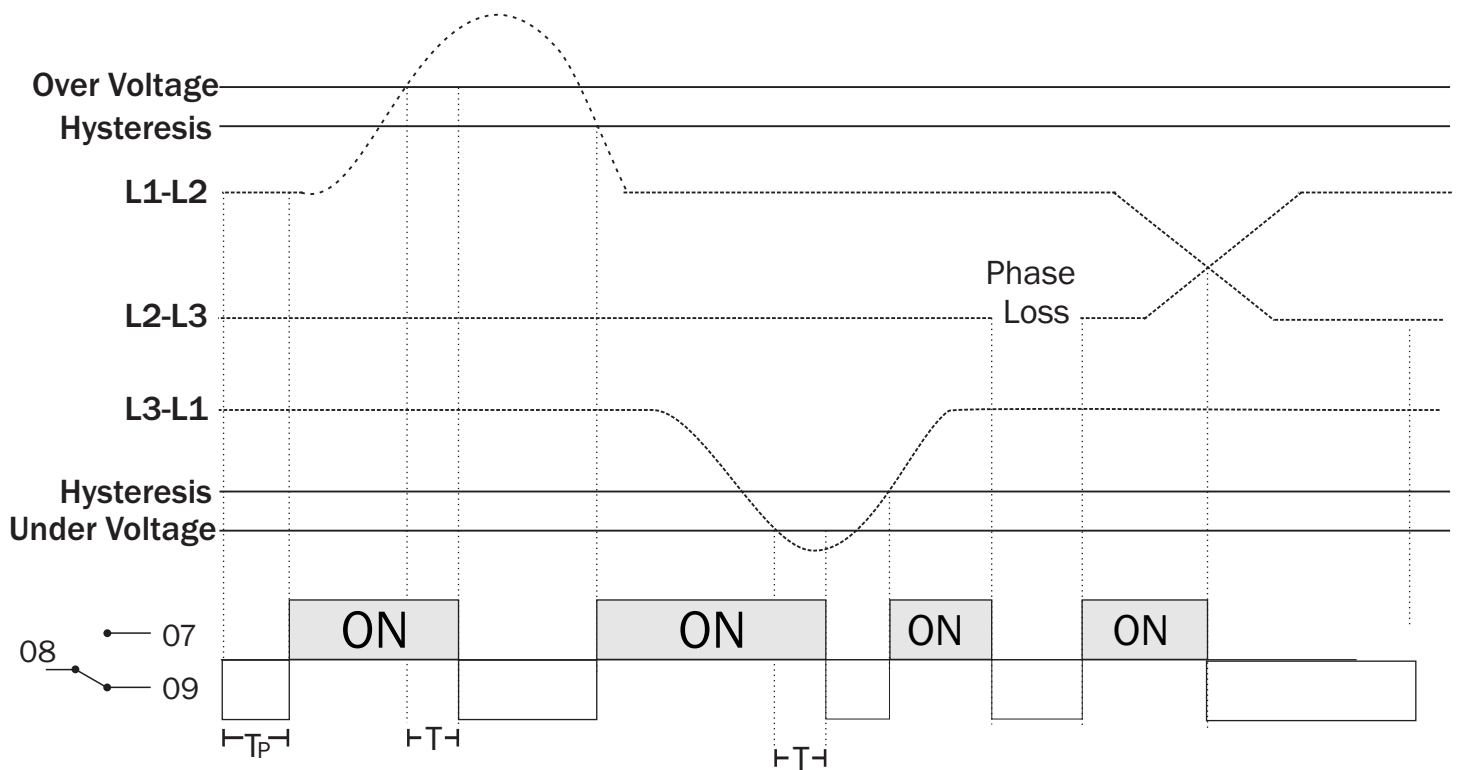 Over Voltage
Hysteresis
L1-L2
Phase
Loss
L2-L3
L3-L1
Hysteresis
Under Voltage
ON
ON
ON
ON
07
08
09
TP
T
T